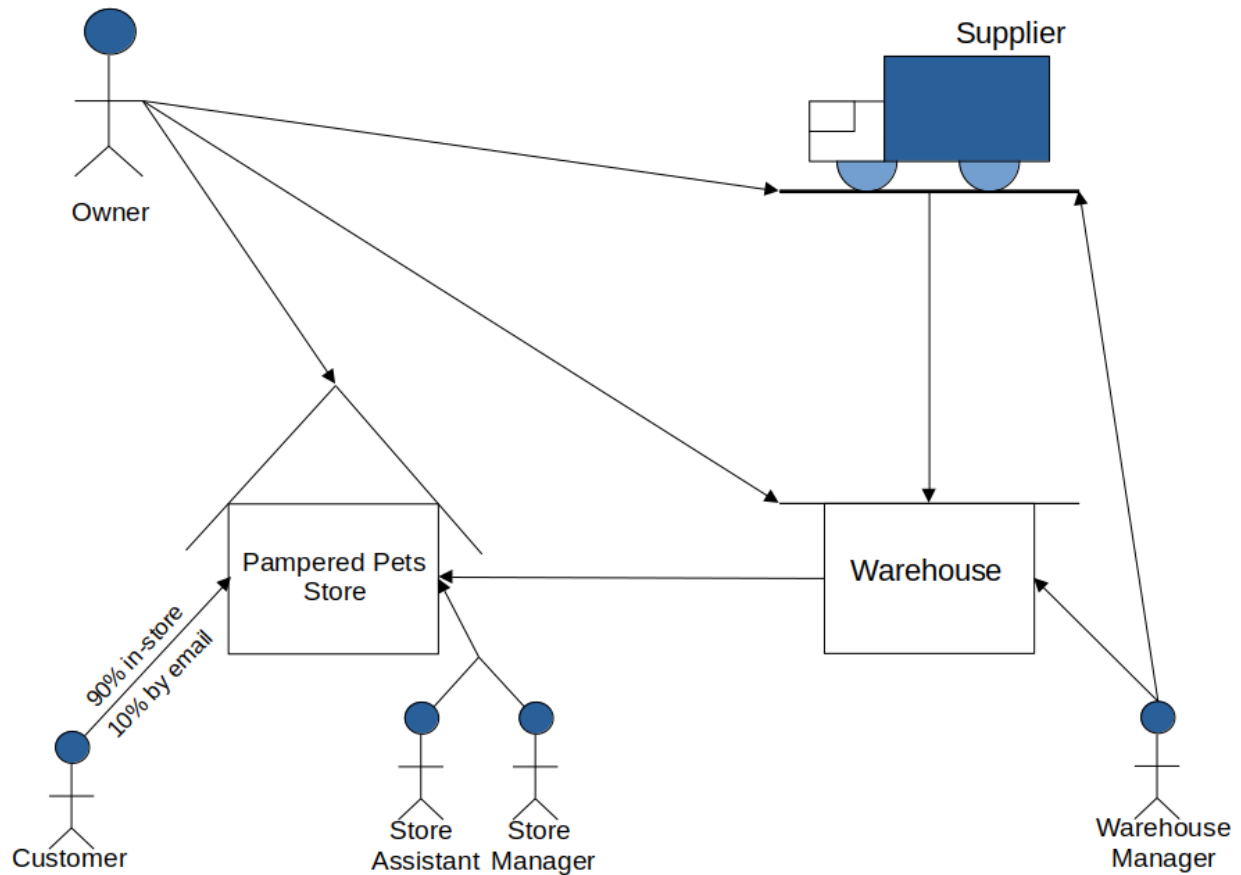 Supplier
Owner
Pampered Pets
Store
Warehouse
90% in-store
10% by email
Customer
Store
Assistant
Store
Manager
Warehouse
Manager